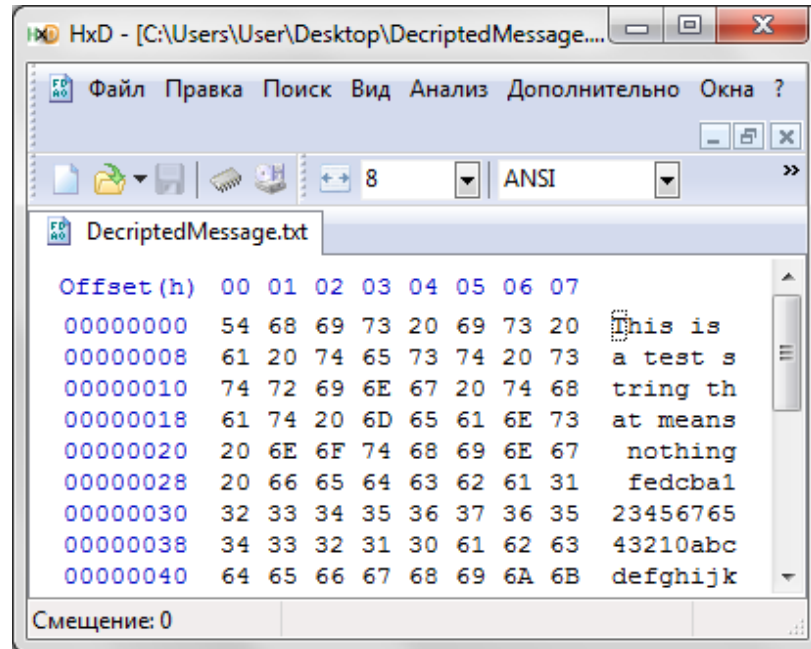 HxD - [C:\Users\User\Desktop\DecriptedMessage....
Файл Правка Поиск Вид Анализ Дополнительно Окна ?
8 ANSI »
DecriptedMessage.txt
Offset(h) 00 01 02 03 04 05 06 07
00000000 54 68 69 73 20 69 73 20 This is
00000008 61 20 74 65 73 74 20 73 a test s
00000010 74 72 69 6E 67 20 74 68 tring th
00000018 61 74 20 6D 65 61 6E 73 at means
00000020 20 6E 6F 74 68 69 6E 67 nothing
00000028 20 66 65 64 63 62 61 31 fedcba1
00000030 32 33 34 35 36 37 36 35 23456765
00000038 34 33 32 31 30 61 62 63 43210abc
00000040 64 65 66 67 68 69 6A 6B defghijk
Смещение: 0